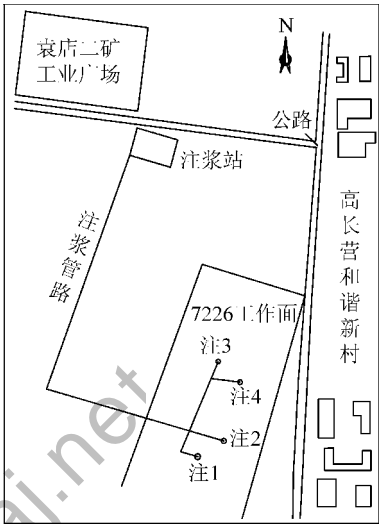 N
袁店二矿
工业广场
公路
注浆站
注浆管路
高长营和谐新村
7226工作面
注3
注4
注2
注1
aj.net